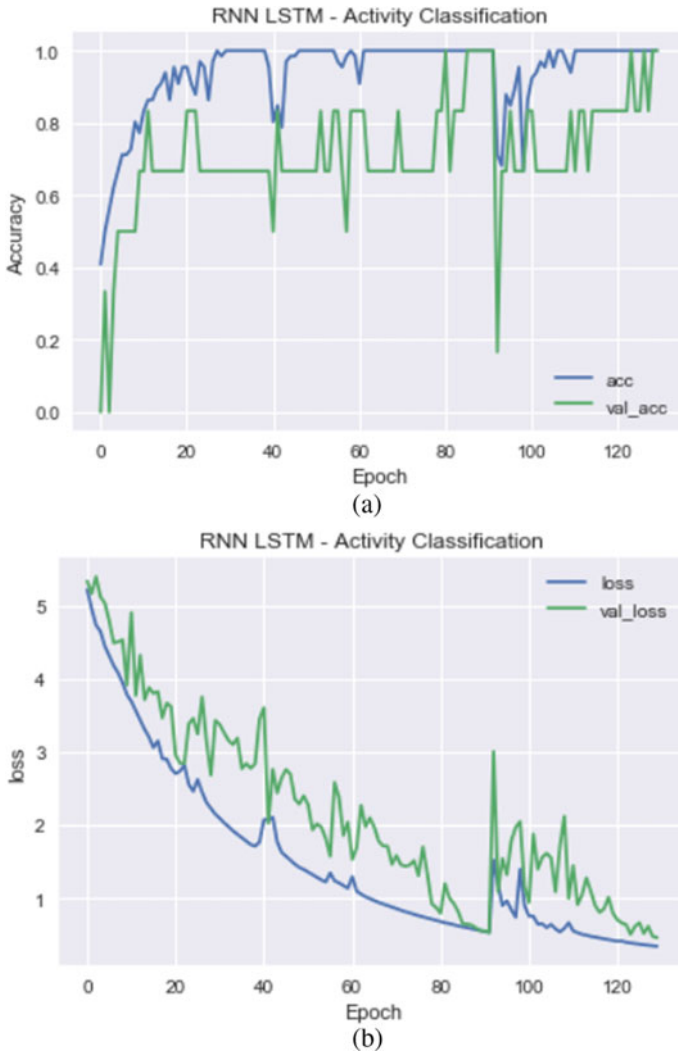 RNN LSTM - Activity Classification
1.0
0.8
0.6
0.4
0.2
0.0
Accuracy
acc
val_acc
0 20 40 60 80 100 120
Epoch
(a)
RNN LSTM - Activity Classification
5
4
3
2
1
loss
loss
val_loss
0 20 40 60 80 100 120
Epoch
(b)